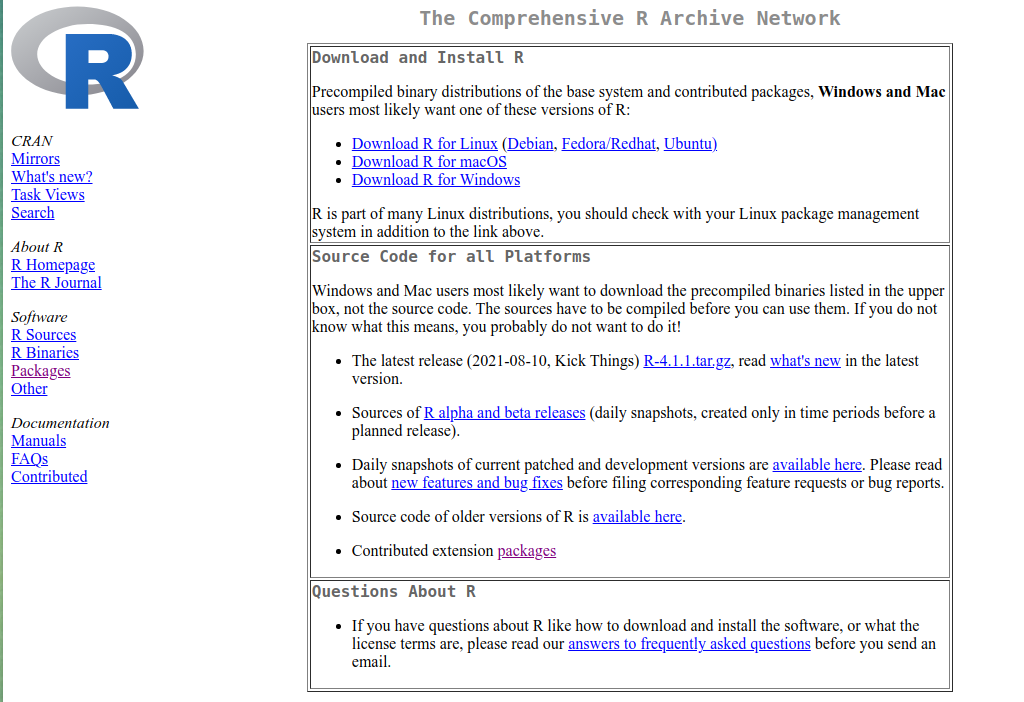 The Comprehensive R Archive Network
R
CRAN
Mirrors
What's new?
Task Views
Search
About R
R Homepage
The R Journal
Software
R Sources
R Binaries
Packages
Other
Documentation
Manuals
FAQs
Contributed
Download and Install R
Precompiled binary distributions of the base system and contributed packages, Windows and Mac
users most likely want one of these versions of R:
• Download R for Linux (Debian, Fedora/Redhat, Ubuntu)
• Download R for macOS
• Download R for Windows
R is part of many Linux distributions, you should check with your Linux package management
system in addition to the link above.
Source Code for all Platforms
Windows and Mac users most likely want to download the precompiled binaries listed in the upper
box, not the source code. The sources have to be compiled before you can use them. If you do not
know what this means, you probably do not want to do it!
• The latest release (2021-08-10, Kick Things) R-4.1.1.tar.gz, read what's new in the latest
version.
• Sources of R alpha and beta releases (daily snapshots, created only in time periods before a
planned release).
• Daily snapshots of current patched and development versions are available here. Please read
about new features and bug fixes before filing corresponding feature requests or bug reports.
• Source code of older versions of R is available here.
• Contributed extension packages
Questions About R
• If you have questions about R like how to download and install the software, or what the
license terms are, please read our answers to frequently asked questions before you send an
email.